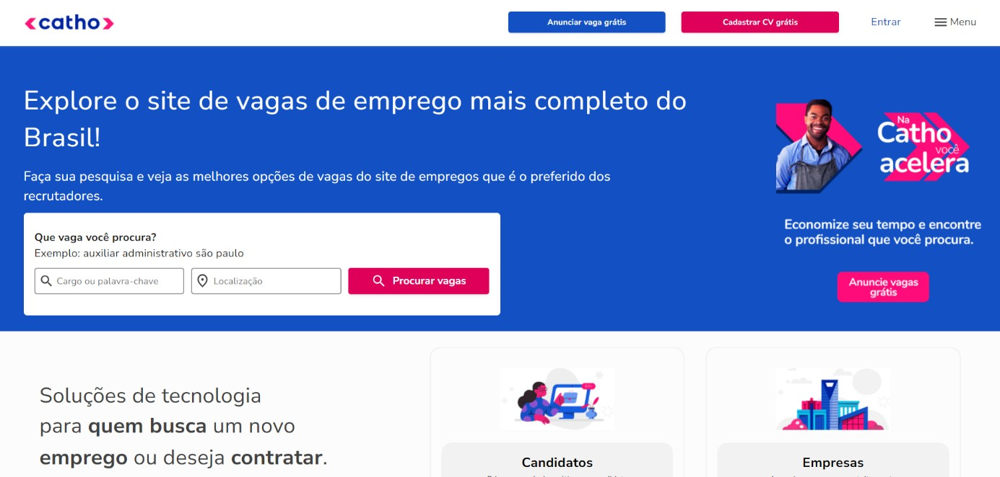 catho
Anunciar vaga grátis
Cadastrar CV grátis
Entrar
Menu
Explore o site de vagas de emprego mais completo do
Brasil!
Faça sua pesquisa e veja as melhores opções de vagas do site de empregos que é o preferido dos
recrutadores.
Que vaga você procura?
Exemplo: auxiliar administrativo são paulo
Cargo ou palavra-chave
Localização
Procurar vagas
Na
Catho
você
acelera
Economize seu tempo e encontre
o profissional que você procura.
Anuncie vagas
grátis
Soluções de tecnologia
para quem busca um novo
emprego ou deseja contratar.
Candidatos
Empresas